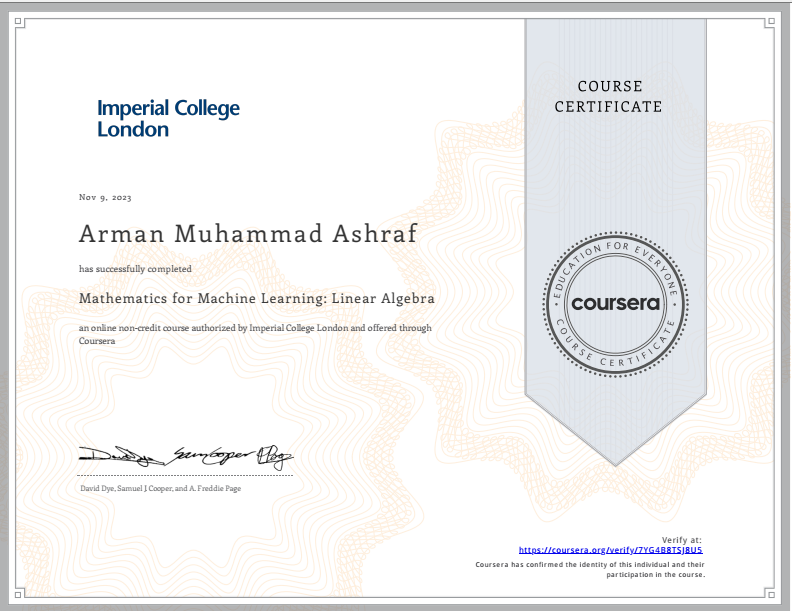 COURSE
CERTIFICATE
Imperial College
London
Nov 9, 2023
Arman Muhammad Ashraf
has successfully completed
Mathematics for Machine Learning: Linear Algebra
an online non-credit course authorized by Imperial College London and offered through
Coursera
EDUCATION FOR EVERYONE
coursera
COURSE CERTIFICATE
David Dye, Samuel J. Cooper, and A. Freddie Page
Verify at:
https://coursera.org/verify/7YG4B8TSJ8U5
Coursera has confirmed the identity of this individual and their
participation in the course.